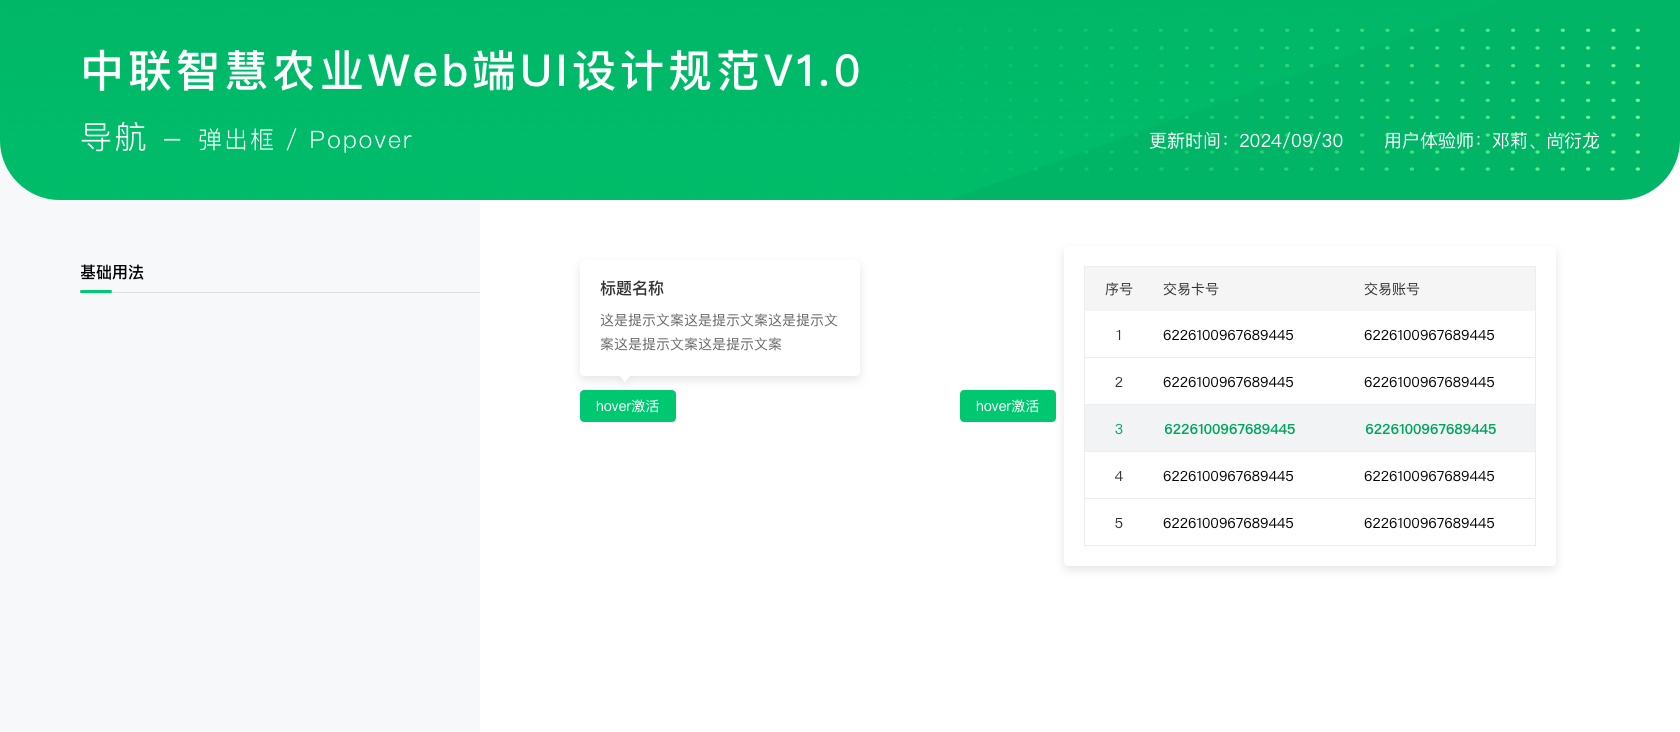 中联智慧农业Web端UI设计规范V1.0
导航 — 弹出框 / Popover
更新时间：2024/09/30 用户体验师：邓莉、尚衍龙
基础用法
标题名称
这是提示文案这是提示文案这是提示文
案这是提示文案这是提示文案
hover激活
hover激活
序号 交易卡号 交易账号
1 6226100967689445 6226100967689445
2 6226100967689445 6226100967689445
3 6226100967689445 6226100967689445
4 6226100967689445 6226100967689445
5 6226100967689445 6226100967689445